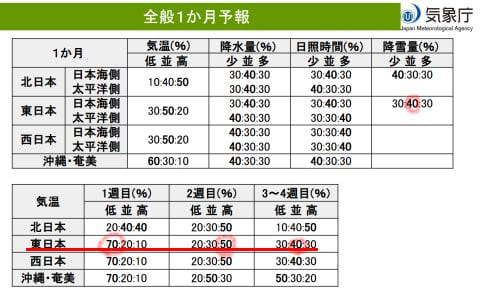 全般1か月予報
気象庁
Japan Meteorological Agency
1か月 気温(%) 降水量(%) 日照時間(%) 降雪量(%)
低 並 高 少 並 多 少 並 多 少 並 多
北日本 日本海側 10:40:50 30:40:30 30:40:30 40:30:30
太平洋側 30:40:30 30:40:30
東日本 日本海側 30:50:20 30:40:30 30:40:30 30:40:30
太平洋側 40:30:30 30:30:40
西日本 日本海側 30:50:20 40:30:30 30:30:40
太平洋側 40:30:30 30:30:40
沖縄・奄美 60:30:10 40:30:30 40:30:30
気温 1週目(%) 2週目(%) 3～4週目(%)
低 並 高 低 並 高 低 並 高
北日本 20:40:40 20:30:50 10:40:50
東日本 70:20:10 20:30:50 30:40:30
西日本 70:20:10 20:30:50 30:40:30
沖縄・奄美 70:20:10 20:50:30 50:30:20